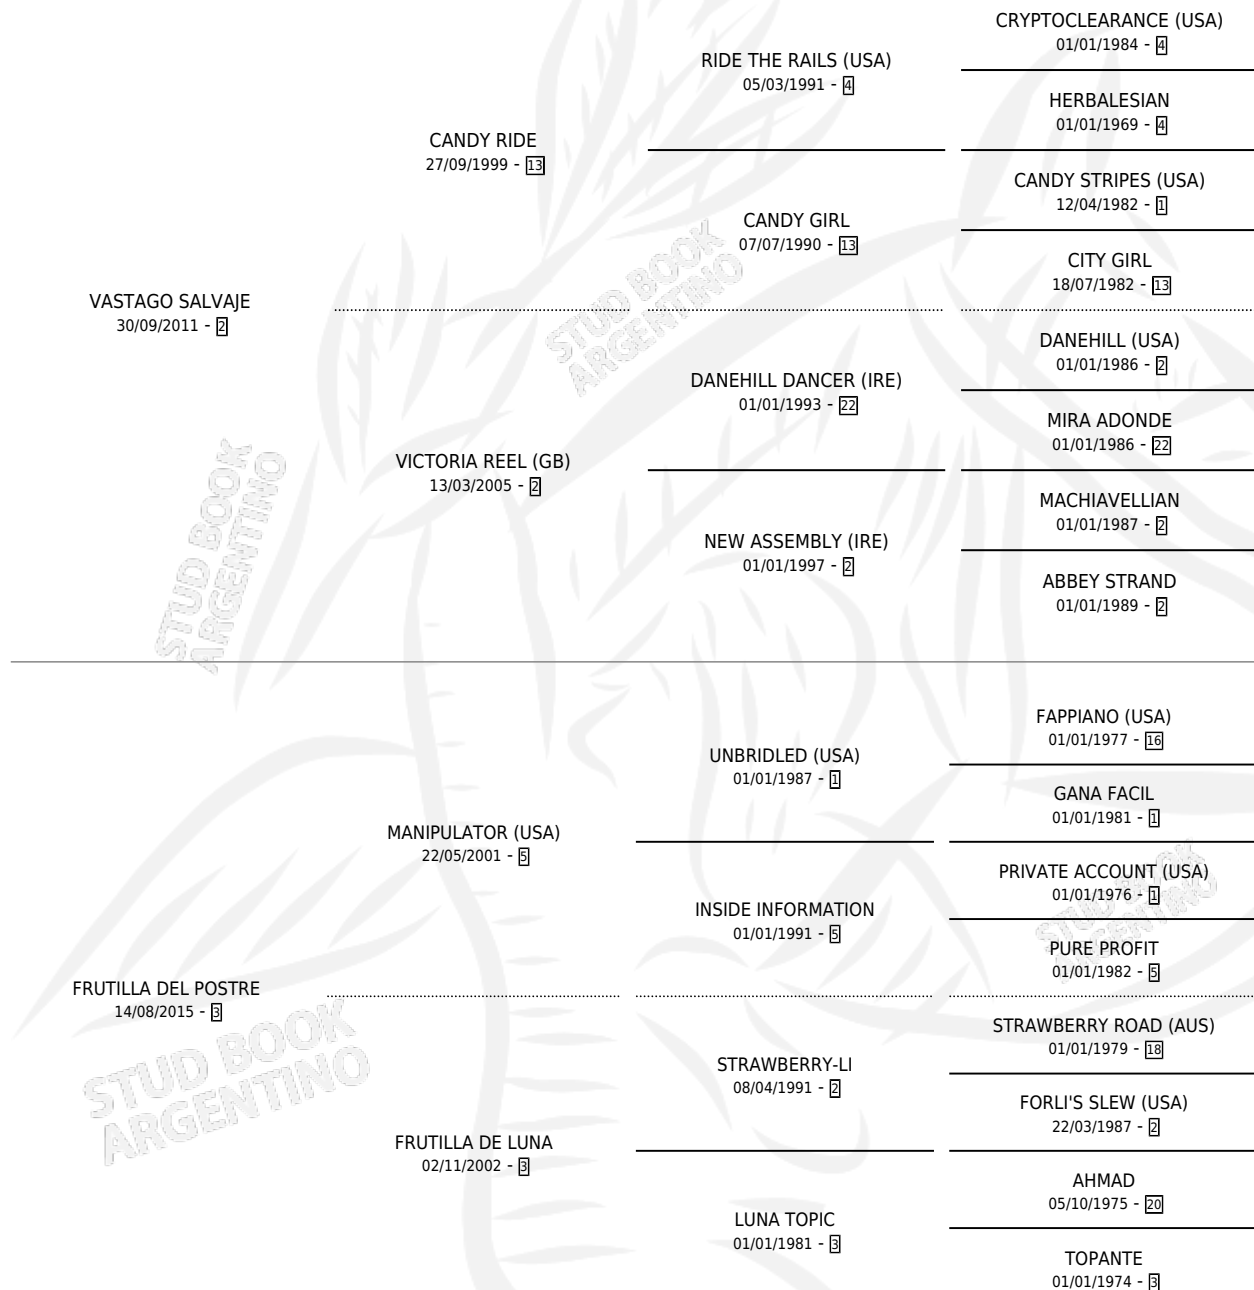 CRYPTOCLEARANCE (USA)
01/01/1984 - 4
RIDE THE RAILS (USA)
05/03/1991 - 4
HERBALESIAN
01/01/1969 - 4
CANDY RIDE
27/09/1999 - 13
CANDY STRIPES (USA)
12/04/1982 - 1
CANDY GIRL
07/07/1990 - 13
CITY GIRL
18/07/1982 - 13
VASTAGO SALVAJE
30/09/2011 - 2
STUD BOOK
ARGENTINO
DANEHILL (USA)
01/01/1986 - 2
DANEHILL DANCER (IRE)
01/01/1993 - 22
MIRA ADONDE
01/01/1986 - 22
VICTORIA REEL (GB)
13/03/2005 - 2
MACHIAVELLIAN
01/01/1987 - 2
NEW ASSEMBLY (IRE)
01/01/1997 - 2
ABBEY STRAND
01/01/1989 - 2
STUD BOOK
ARGENTINO
FAPPIANO (USA)
01/01/1977 - 16
UNBRIDLED (USA)
01/01/1987 - 1
GANA FACIL
01/01/1981 - 1
MANIPULATOR (USA)
22/05/2001 - 5
PRIVATE ACCOUNT (USA)
01/01/1976 - 1
INSIDE INFORMATION
01/01/1991 - 5
STUD BOOK
ARGENTINO
PURE PROFIT
01/01/1982 - 5
FRUTILLA DEL POSTRE
14/08/2015 - 3
STUD BOOK
ARGENTINO
STRAWBERRY ROAD (AUS)
01/01/1979 - 18
STRAWBERRY-LI
08/04/1991 - 2
FORLI'S SLEW (USA)
22/03/1987 - 2
FRUTILLA DE LUNA
02/11/2002 - 3
AHMAD
05/10/1975 - 20
LUNA TOPIC
01/01/1981 - 3
TOPANTE
01/01/1974 - 3